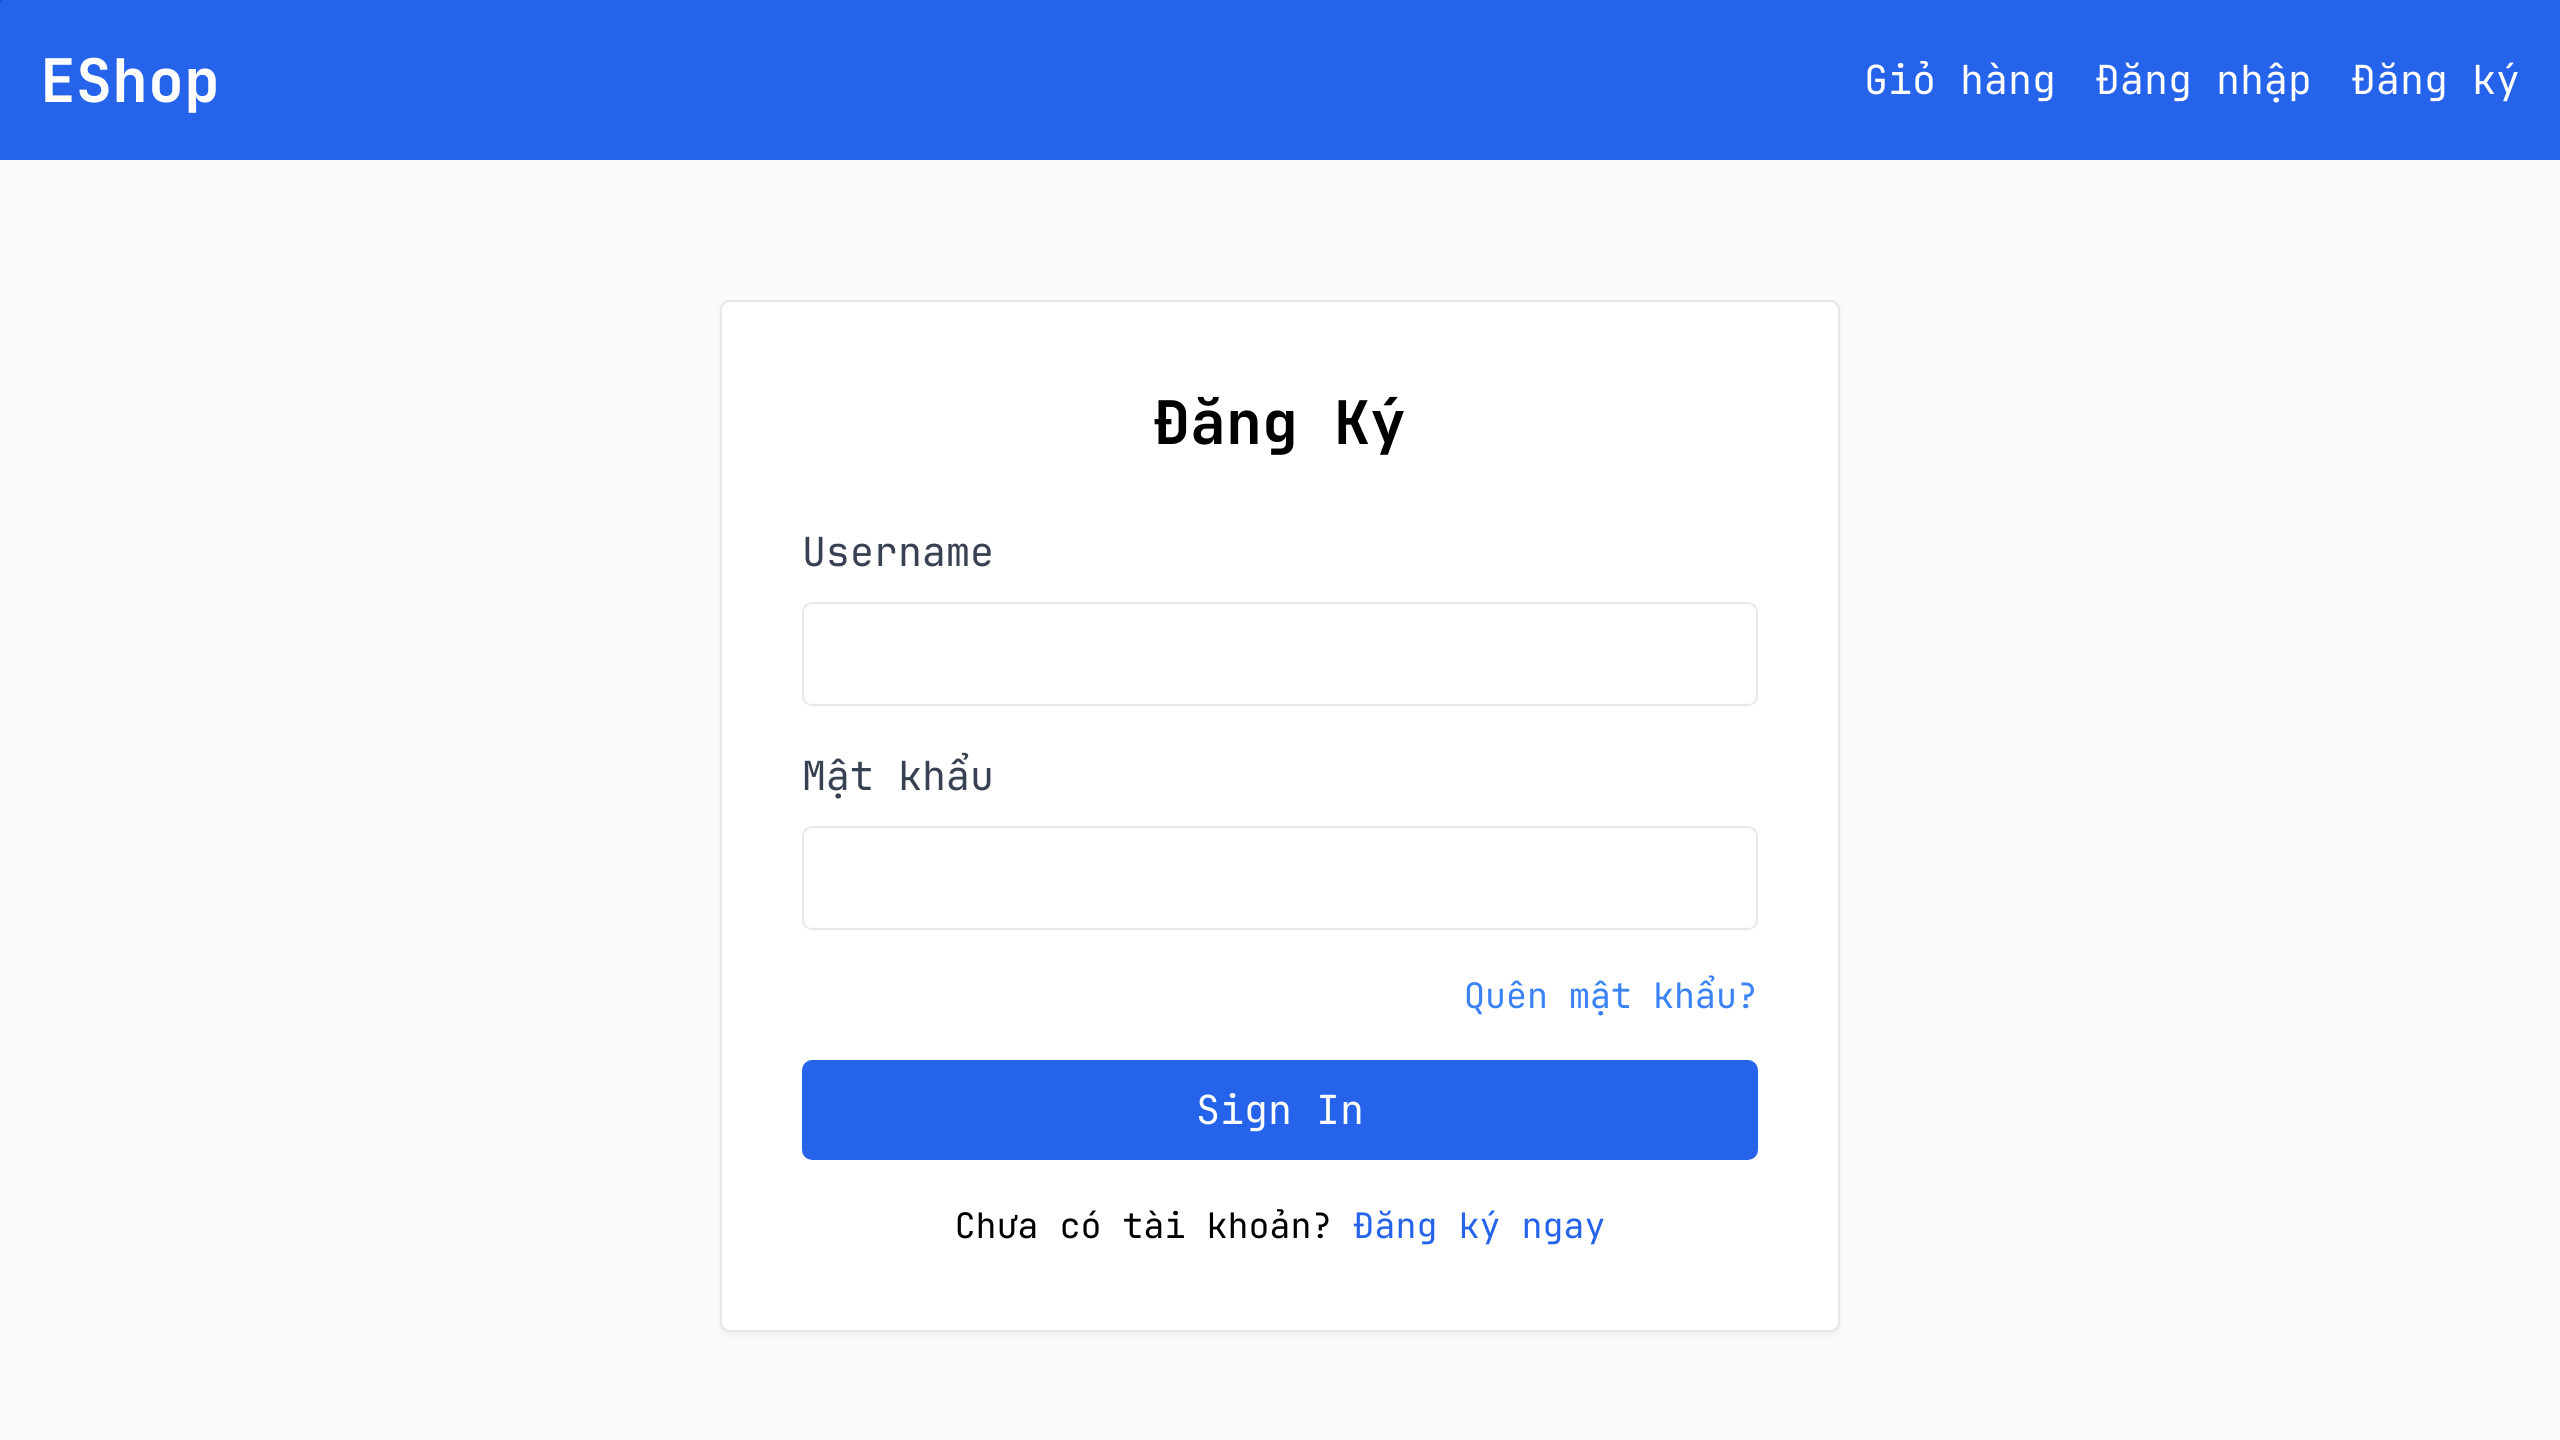 EShop
Giỏ hàng Đăng nhập Đăng ký
Đăng Ký
Username
Mật khẩu
Quên mật khẩu?
Sign In
Chưa có tài khoản? Đăng ký ngay